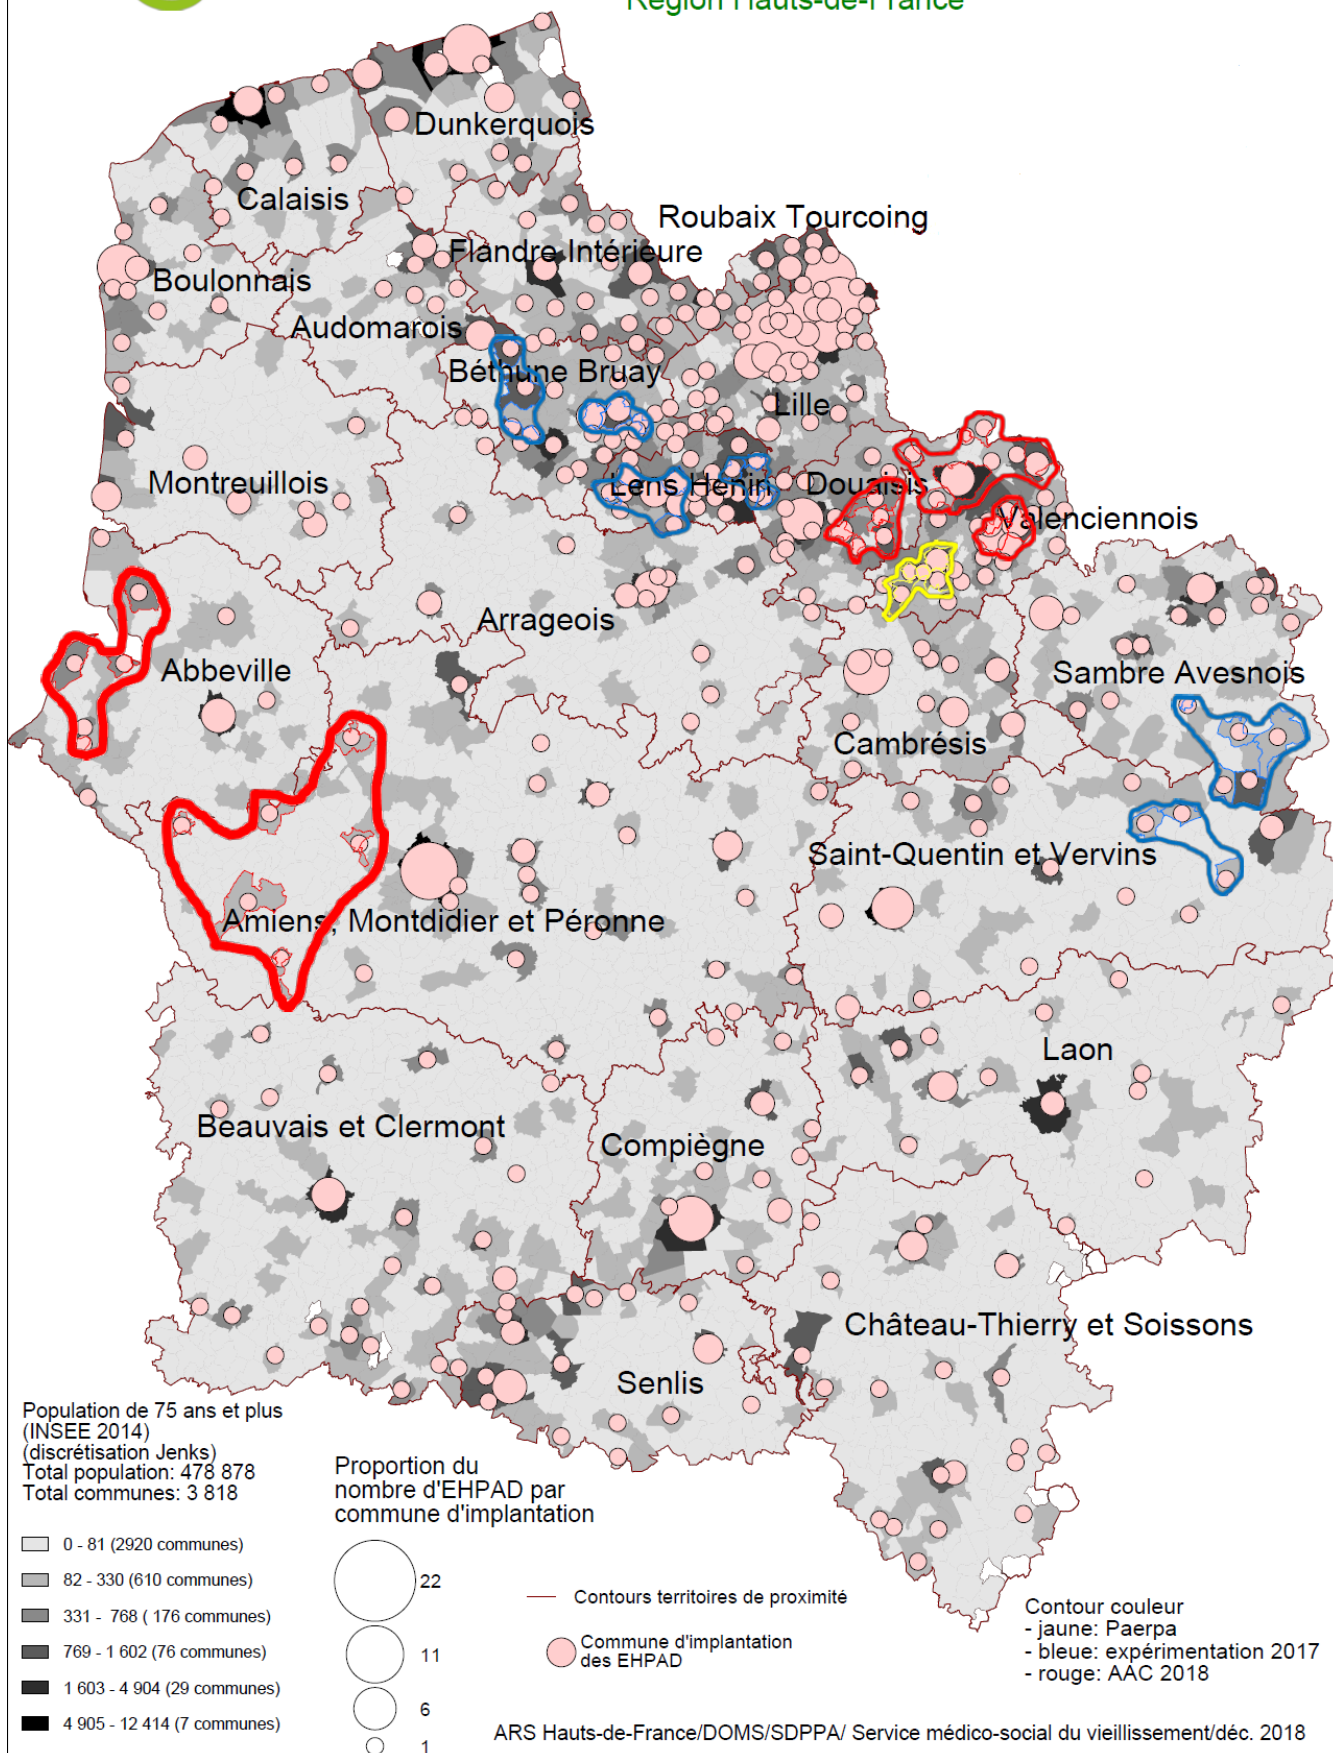 Région Hauts-de-France
Dunkerquois
Calaisis
Roubaix Tourcoing
Flandre Intérieure
Boulonnais
Audomarois
Béthune Bruay
Lille
Montreuillois
Lens Hénin
Douaisis
Valenciennois
Arrageois
Abbeville
Sambre Avesnois
Cambrésis
Saint-Quentin et Vervins
Amiens, Montdidier et Péronne
Laon
Beauvais et Clermont
Compiègne
Château-Thierry et Soissons
Senlis
Population de 75 ans et plus
(INSEE 2014)
(discrétisation Jenks)
Total population: 478 878
Total communes: 3 818
0 - 81 (2920 communes)
82 - 330 (610 communes)
331 - 768 ( 176 communes)
769 - 1 602 (76 communes)
1 603 - 4 904 (29 communes)
4 905 - 12 414 (7 communes)
Proportion du
nombre d'EHPAD par
commune d'implantation
22
11
6
1
Contours territoires de proximité
Commune d'implantation
des EHPAD
Contour couleur
- jaune: Paerpa
- bleue: expérimentation 2017
- rouge: AAC 2018
ARS Hauts-de-France/DOMS/SDPPA/ Service médico-social du vieillissement/déc. 2018